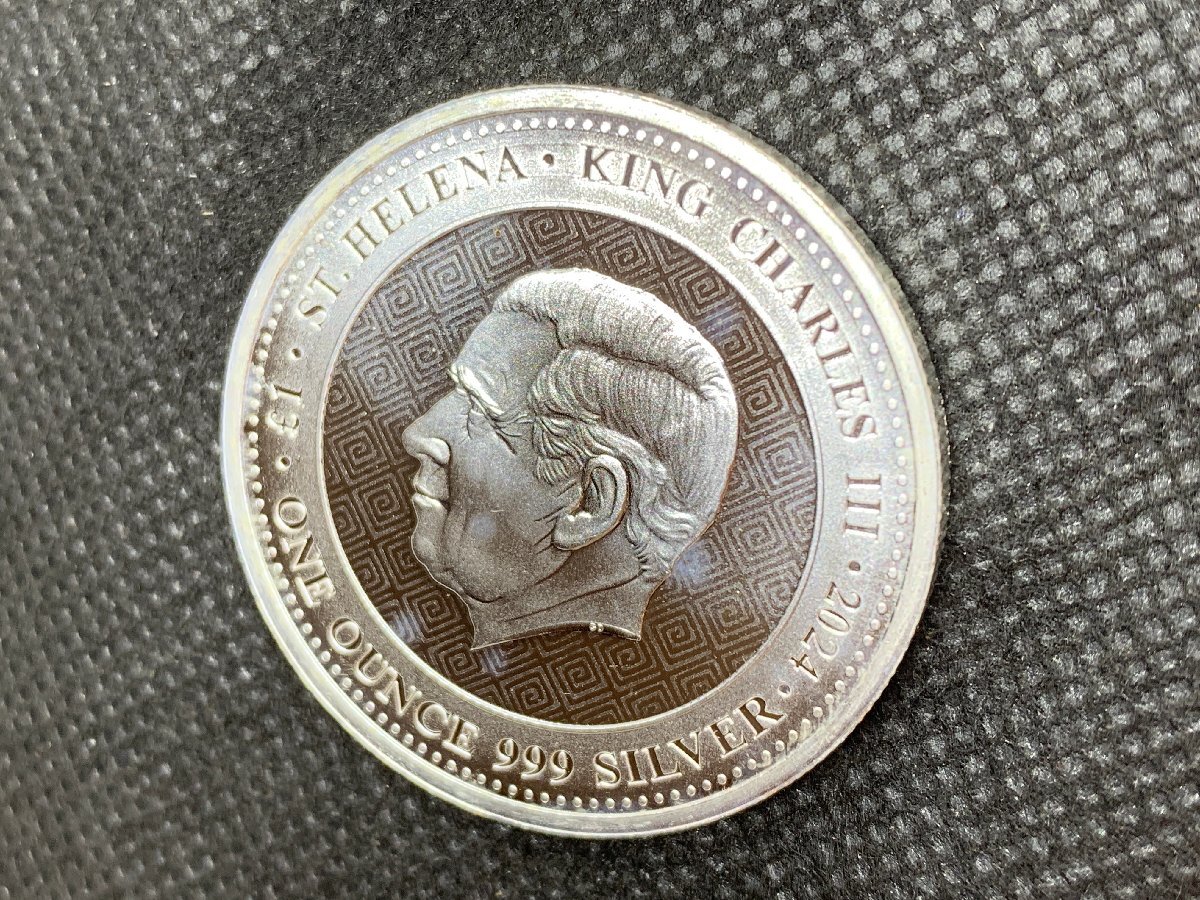 ST. HELENA · KING CHARLES III · 2024 ·
ONE OUNCE 999 SILVER
· £1 ·